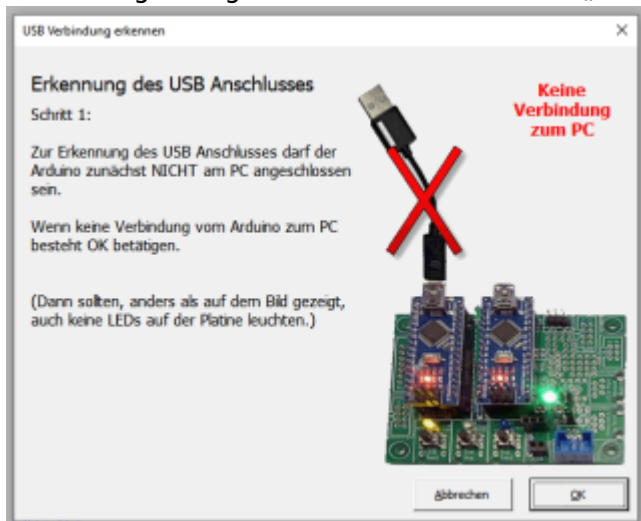 USB Verbindung erkennen
Erkennung des USB Anschlusses
Keine
Verbindung
zum PC
Schritt 1:
Zur Erkennung des USB Anschlusses darf der
Arduino zunächst NICHT am PC angeschlossen
sein.
Wenn keine Verbindung vom Arduino zum PC
besteht OK betätigen.
(Dann sollten, anders als auf dem Bild gezeigt,
auch keine LEDs auf der Platine leuchten.)
Abbrechen
OK